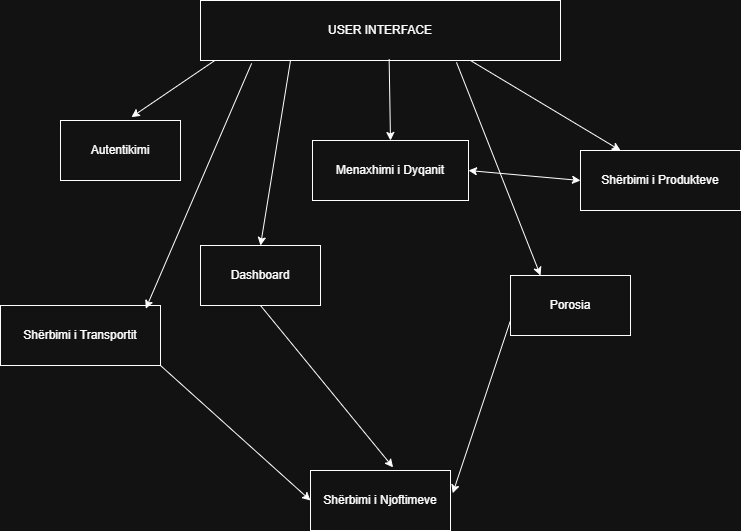 USER INTERFACE
Autentikimi
Menaxhimi i Dyqanit
Shërbimi i Produkteve
Dashboard
Porosia
Shërbimi i Transportit
Shërbimi i Njoftimeve